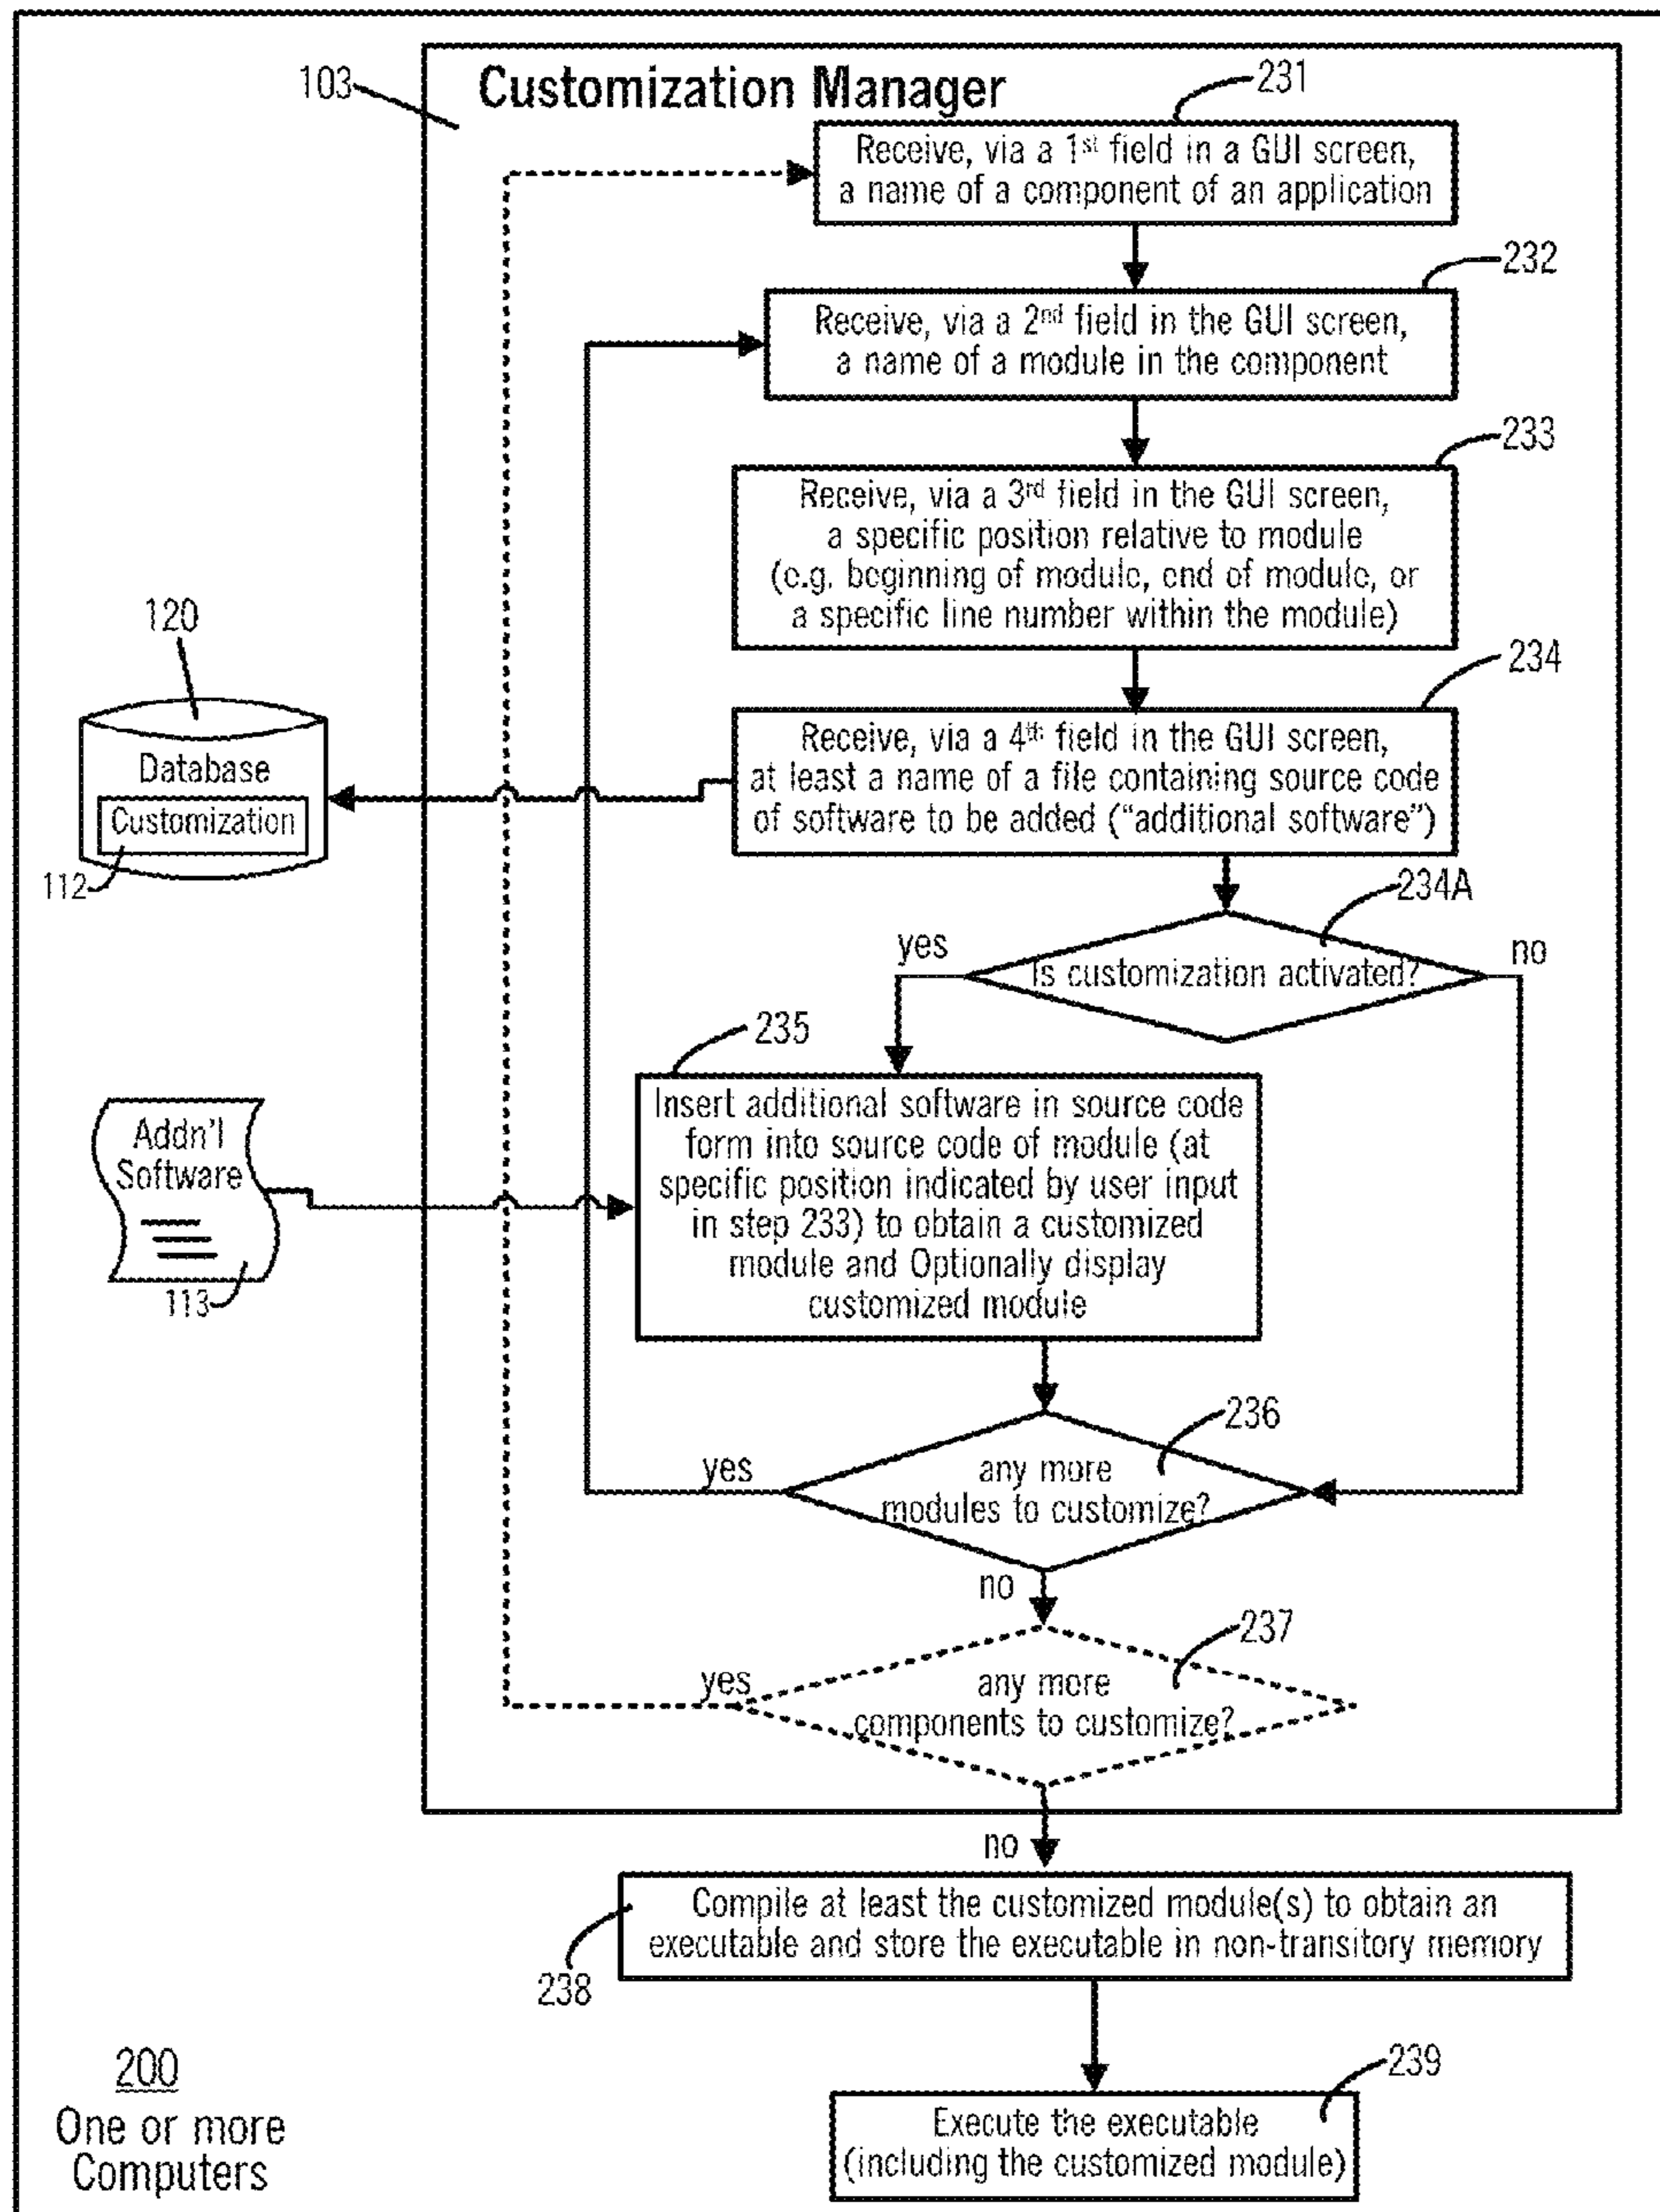 103
Customization Manager
231
Receive, via a 1st field in a GUI screen,
a name of a component of an application
232
Receive, via a 2nd field in the GUI screen,
a name of a module in the component
233
Receive, via a 3rd field in the GUI screen,
a specific position relative to module
(e.g. beginning of module, end of module, or
a specific line number within the module)
120
Database
Customization
112
234
Receive, via a 4th field in the GUI screen,
at least a name of a file containing source code
of software to be added ("additional software")
234A
yes
Is customization activated?
no
235
Insert additional software in source code
form into source code of module (at
specific position indicated by user input
in step 233) to obtain a customized
module and Optionally display
customized module
Addn'l
Software
113
236
yes
any more
modules to customize?
no
237
yes
any more
components to customize?
no
Compile at least the customized module(s) to obtain an
executable and store the executable in non-transitory memory
238
239
Execute the executable
(including the customized module)
200
One or more
Computers